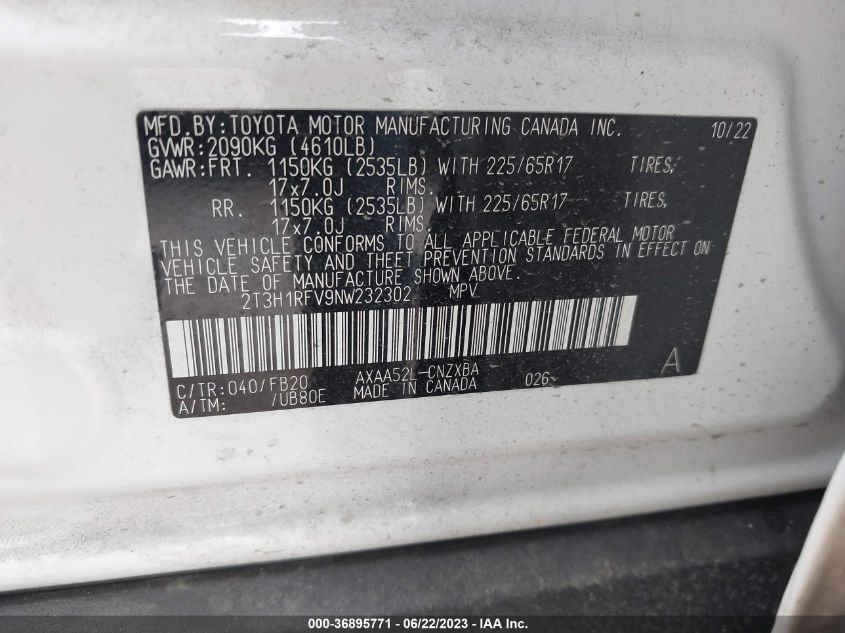 MFD.BY:TOYOTA MOTOR MANUFACTURING CANADA INC. 10/22
GVWR:2090KG (4610LB)
GAWR:FRT. 1150KG (2535LB) WITH 225/65R17 TIRES,
17x7.0J RIMS.
RR. 1150KG (2535LB) WITH 225/65R17 TIRES,
17x7.0J RIMS
THIS VEHICLE CONFORMS TO ALL APPLICABLE FEDERAL MOTOR
VEHICLE SAFETY AND THEFT PREVENTION STANDARDS IN EFFECT ON
THE DATE OF MANUFACTURE SHOWN ABOVE.
2T3H1RFV9NW232302 MPV
C/TR:040/FB20 AXAA52L-CNZXBA 026- A
A/TM: /UB80E MADE IN CANADA
000-36895771 - 06/22/2023 - IAA Inc.